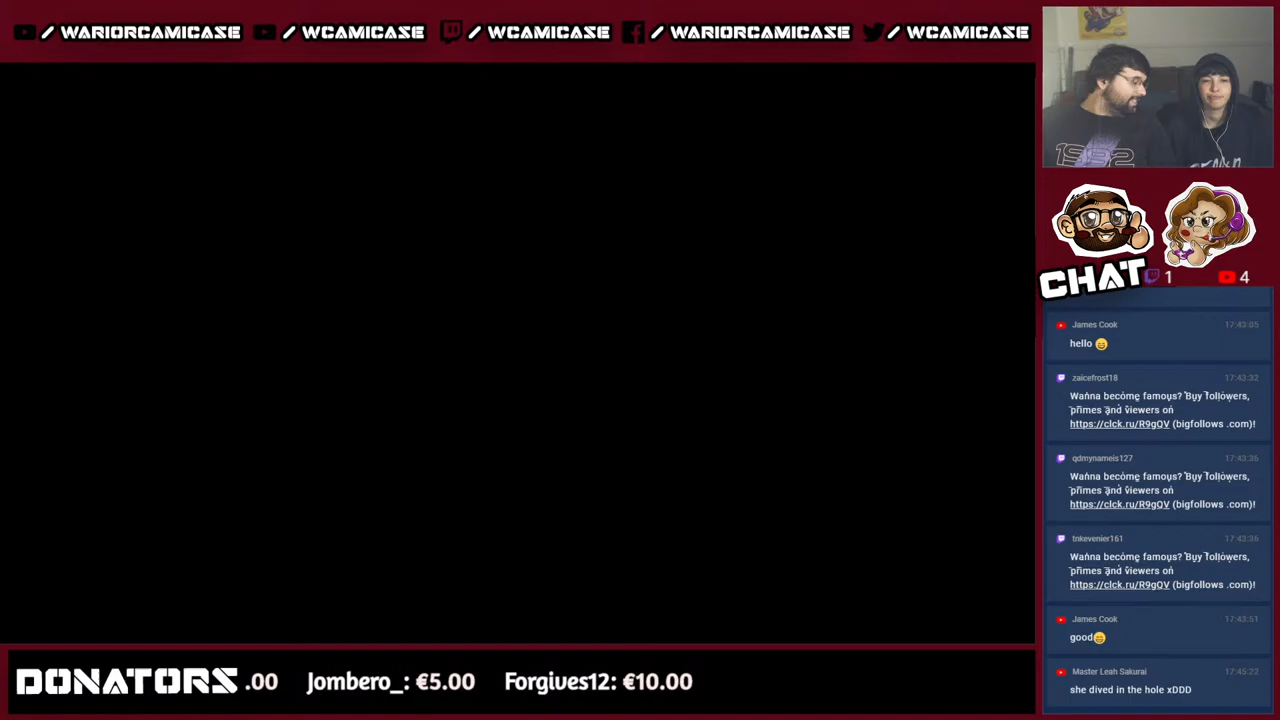 / WARIORCAMICASE / WCAMICASE / WCAMICASE / WARIORCAMICASE / WCAMICASE
1992
CHAT 1 4
James Cook 17:43:05
hello 😄
zaicefrost18 17:43:32
Wanna become famous? Buy followers,
primes and viewers on
https://clck.ru/R9gQV (bigfollows .com)!
qdmynameis127 17:43:36
Wanna become famous? Buy followers,
primes and viewers on
https://clck.ru/R9gQV (bigfollows .com)!
tnkevenier161 17:43:36
Wanna become famous? Buy followers,
primes and viewers on
https://clck.ru/R9gQV (bigfollows .com)!
James Cook 17:43:51
good😄
Master Leah Sakurai 17:45:22
she dived in the hole xDDD
DONATORS .00 Jombero_: €5.00 Forgives12: €10.00